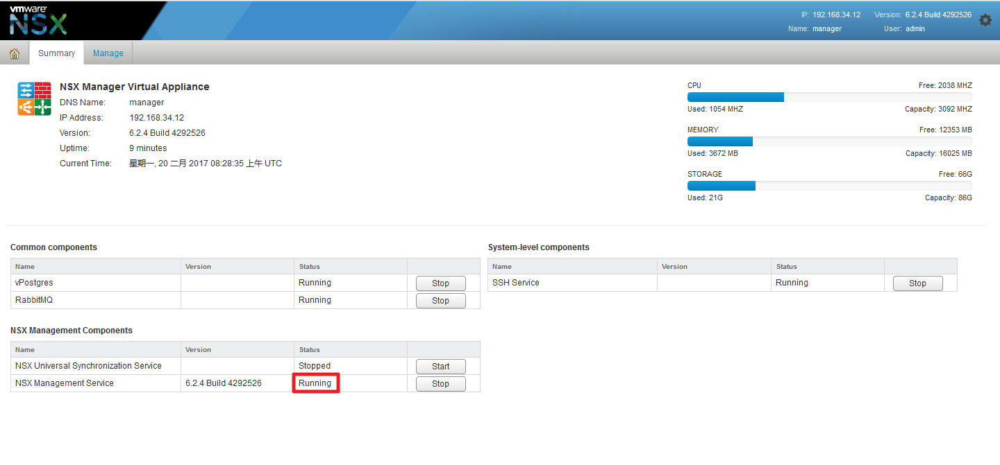 vmware
NSX
IP: 192.168.34.12 Version: 6.2.4 Build 4292526
Name: manager User: admin
Summary Manage
NSX Manager Virtual Appliance
DNS Name: manager
IP Address: 192.168.34.12
Version: 6.2.4 Build 4292526
Uptime: 9 minutes
Current Time: 星期一, 20 二月 2017 08:28:35 上午 UTC
CPU Free: 2038 MHZ
Used: 1054 MHZ Capacity: 3092 MHZ
MEMORY Free: 12353 MB
Used: 3672 MB Capacity: 16025 MB
STORAGE Free: 66G
Used: 21G Capacity: 86G
Common components
Name Version Status
vPostgres Running Stop
RabbitMQ Running Stop
System-level components
Name Version Status
SSH Service Running Stop
NSX Management Components
Name Version Status
NSX Universal Synchronization Service Stopped Start
NSX Management Service 6.2.4 Build 4292526 Running Stop